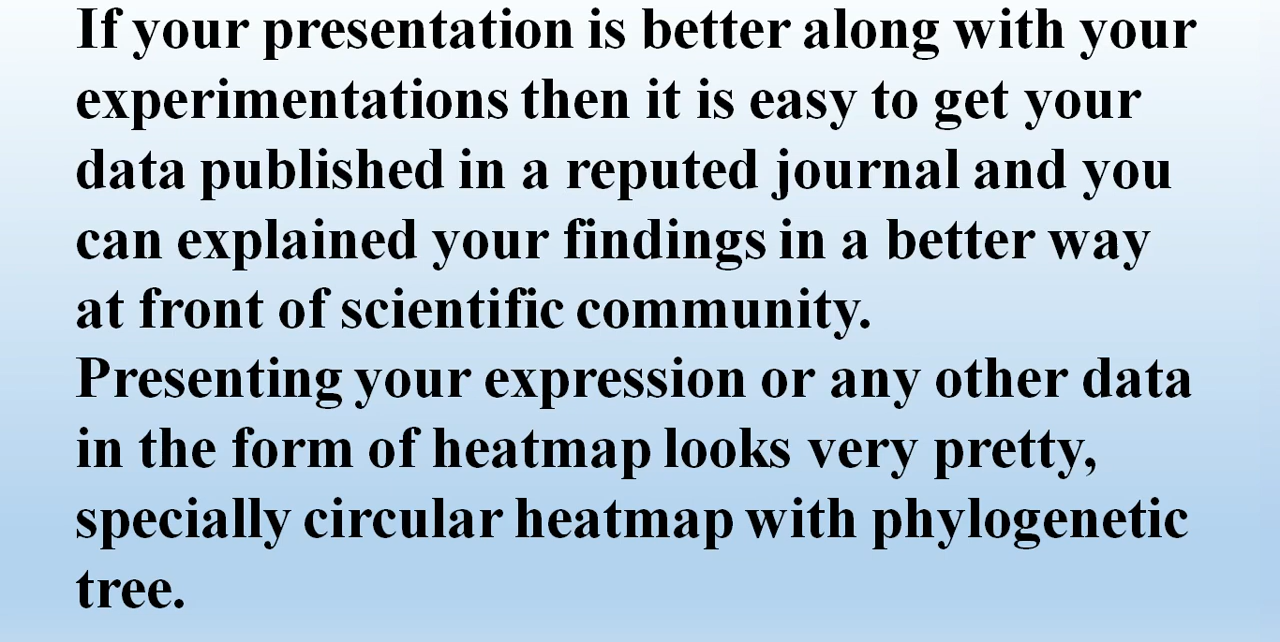 If your presentation is better along with your
experimentations then it is easy to get your
data published in a reputed journal and you
can explained your findings in a better way
at front of scientific community.
Presenting your expression or any other data
in the form of heatmap looks very pretty,
specially circular heatmap with phylogenetic
tree.